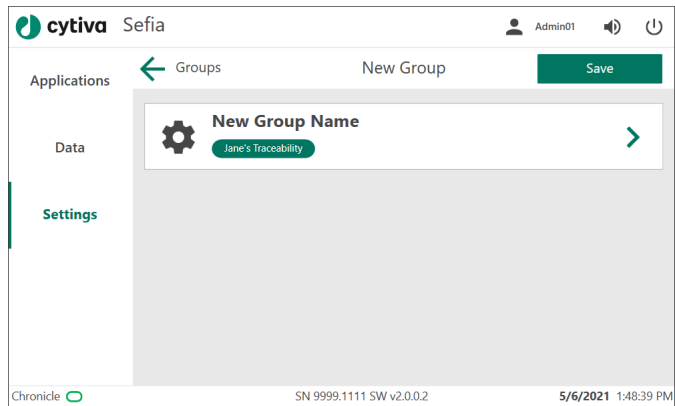 cytiva Sefia Admin01
Applications
Data
Settings
Groups New Group Save
New Group Name
Jane's Traceability
Chronicle SN 9999.1111 SW v2.0.0.2 5/6/2021 1:48:39 PM